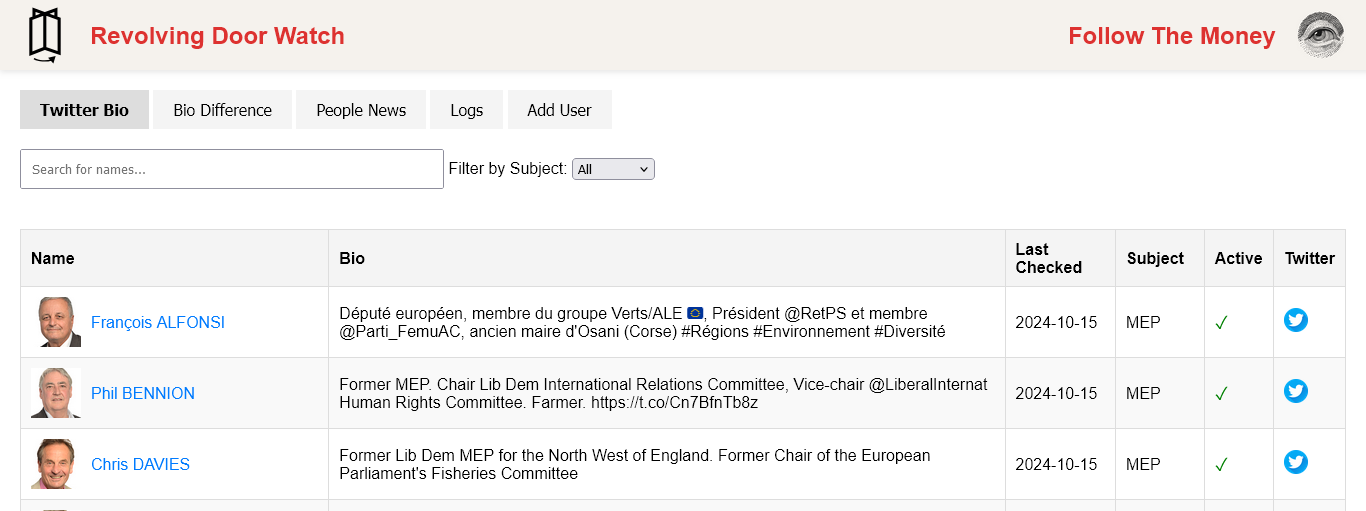 Revolving Door Watch
Follow The Money
Twitter Bio
Bio Difference
People News
Logs
Add User
Search for names...
Filter by Subject:
All
Name
Bio
Last
Checked
Subject
Active
Twitter
François ALFONSI
Député européen, membre du groupe Verts/ALE 🇪🇺, Président @RetPS et membre
@Parti_FemuAC, ancien maire d'Osani (Corse) #Régions #Environnement #Diversité
2024-10-15
MEP
✓
Phil BENNION
Former MEP. Chair Lib Dem International Relations Committee, Vice-chair @LiberalInternat
Human Rights Committee. Farmer. https://t.co/Cn7BfnTb8z
2024-10-15
MEP
✓
Chris DAVIES
Former Lib Dem MEP for the North West of England. Former Chair of the European
Parliament's Fisheries Committee
2024-10-15
MEP
✓